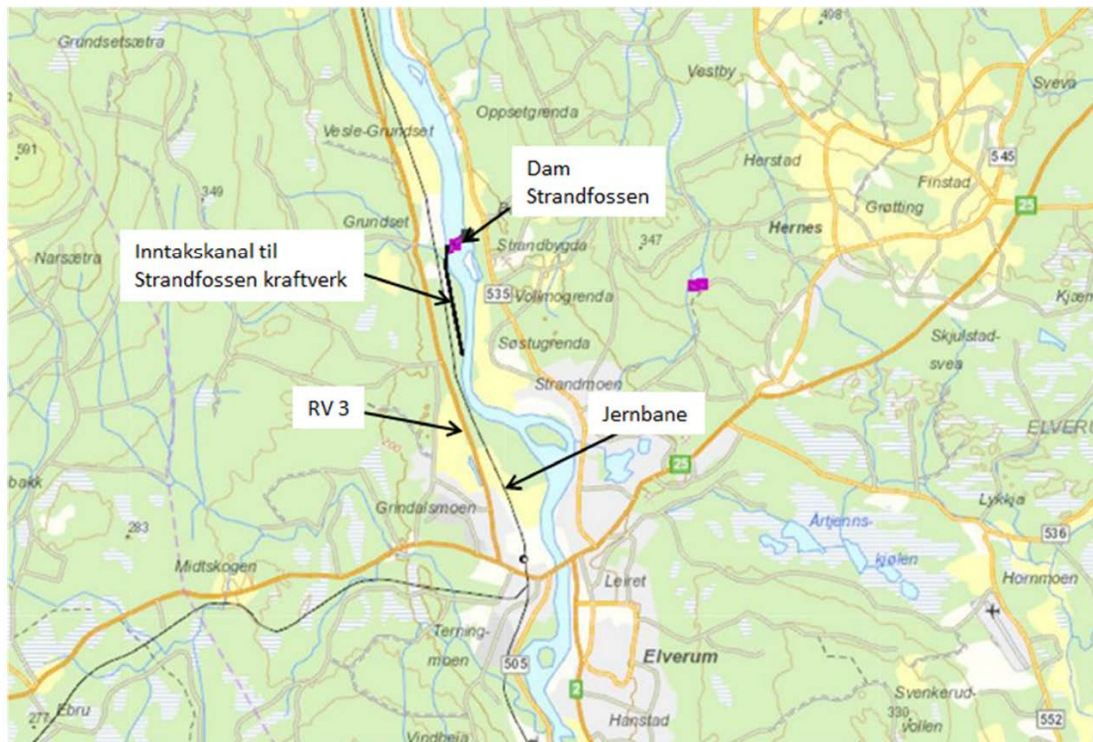 Grundsetsætra
498
Vestby
Sveva
Oppsetgrenda
Vesle-Grundset
591
Dam
Strandfossen
Herstad
545
Finstad
349
Grøtting
25
Grundset
Hernes
347
Strandbygda
Narsætra
Inntakskanal til
Strandfossen kraftverk
535
Vollmogrenda
Skjulstad-
svea
Søstugrenda
Strandmoen
RV 3
Jernbane
200
25
Grindalsmoen
Lykkja
Årtjenns-
kjølen
536
283
Midtskogen
Leiret
Hornmoen
Terning-
moen
505
Elverum
2
Svenkerud-
vollen
330
277
Ebru
Hanstad
552